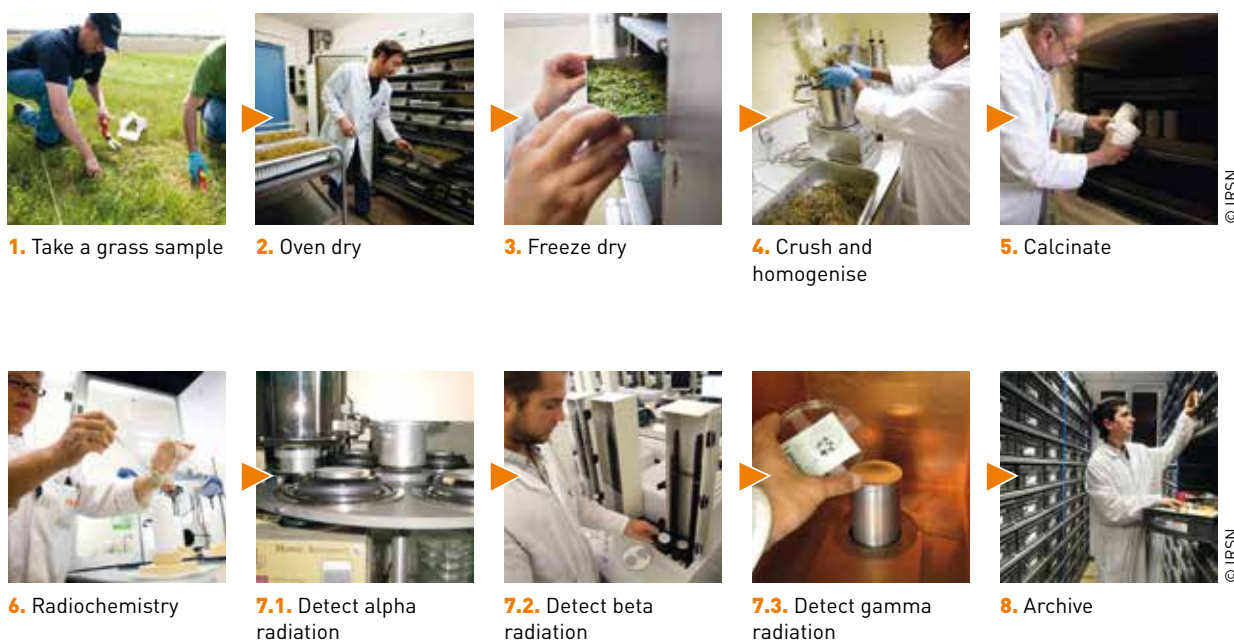 1. Take a grass sample
2. Oven dry
3. Freeze dry
4. Crush and
homogenise
5. Calcinate
© IRSN
6. Radiochemistry
7.1. Detect alpha
radiation
7.2. Detect beta
radiation
7.3. Detect gamma
radiation
8. Archive
© IRSN